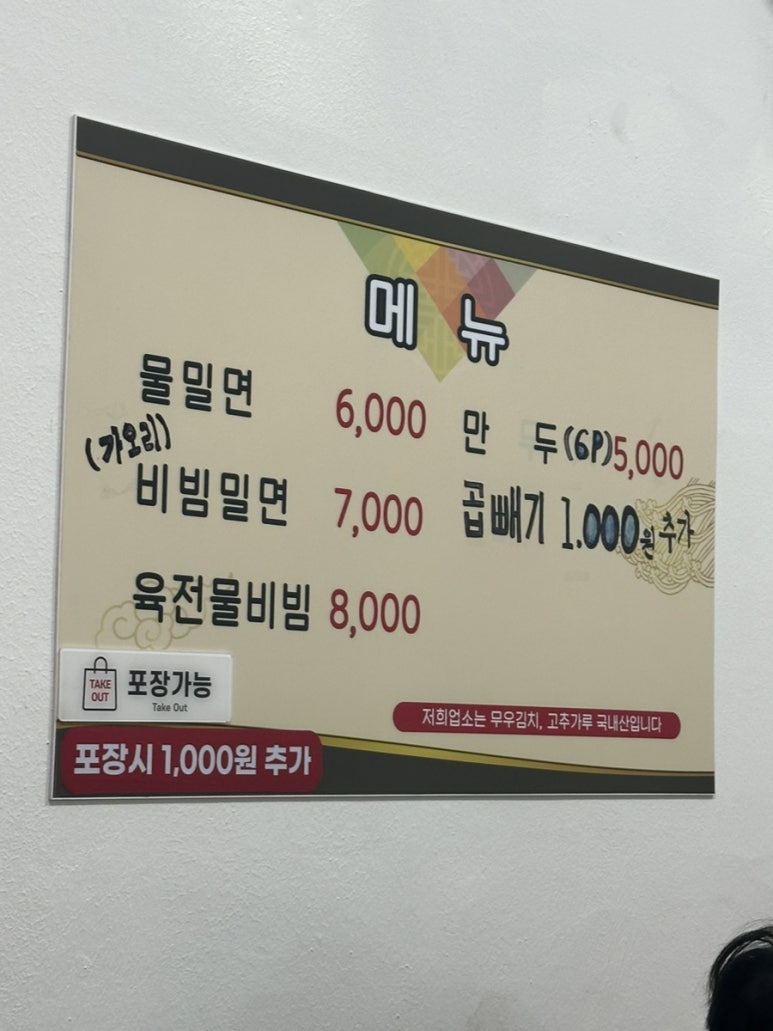 메뉴
물밀면 6,000
(가오리)
비빔밀면 7,000
육전물비빔 8,000
만두(6P) 5,000
곱빼기 1.000원 추가
TAKE
OUT
포장가능
Take Out
포장시 1,000원 추가
저희업소는 무우김치, 고추가루 국내산입니다